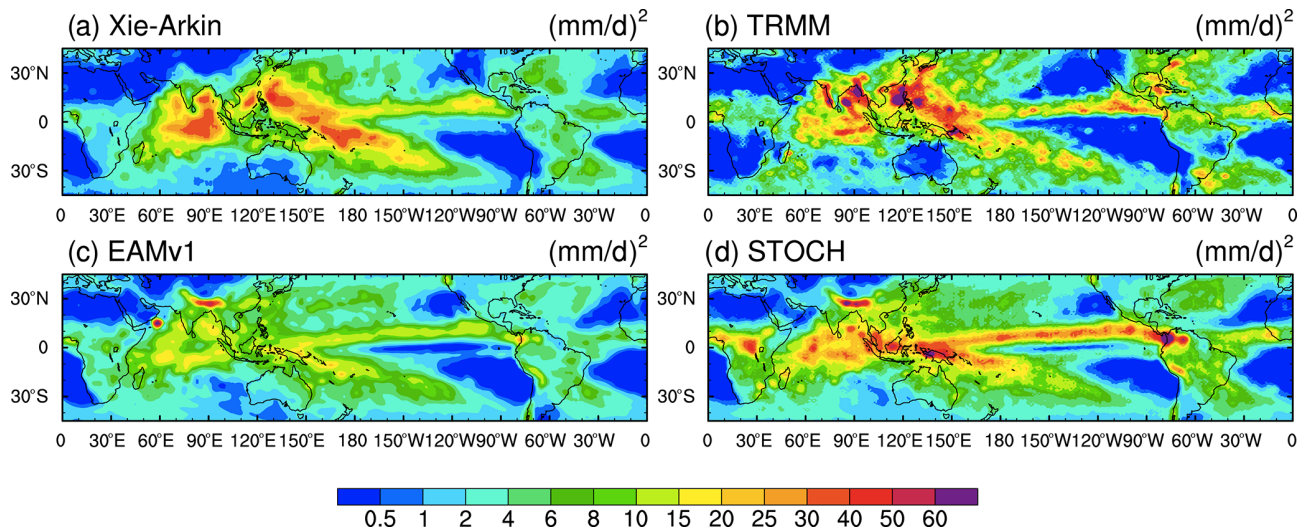 (a) Xie-Arkin (mm/d)²
(b) TRMM (mm/d)²
30°N
0
30°S
0 30°E 60°E 90°E 120°E 150°E 180 150°W 120°W 90°W 60°W 30°W 0
30°N
0
30°S
0 30°E 60°E 90°E 120°E 150°E 180 150°W 120°W 90°W 60°W 30°W 0
(c) EAMv1 (mm/d)²
(d) STOCH (mm/d)²
30°N
0
30°S
0 30°E 60°E 90°E 120°E 150°E 180 150°W 120°W 90°W 60°W 30°W 0
30°N
0
30°S
0 30°E 60°E 90°E 120°E 150°E 180 150°W 120°W 90°W 60°W 30°W 0
0.5 1 2 4 6 8 10 15 20 25 30 40 50 60